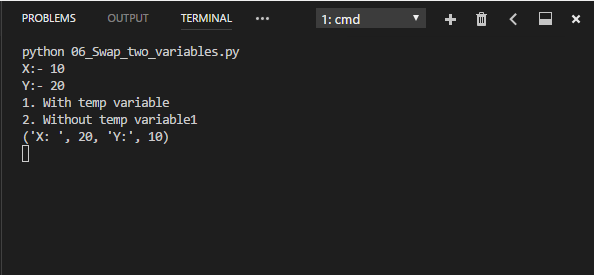 PROBLEMS OUTPUT TERMINAL ••• 1: cmd
python 06_Swap_two_variables.py
X:- 10
Y:- 20
1. With temp variable
2. Without temp variable1
('X: ', 20, 'Y:', 10)